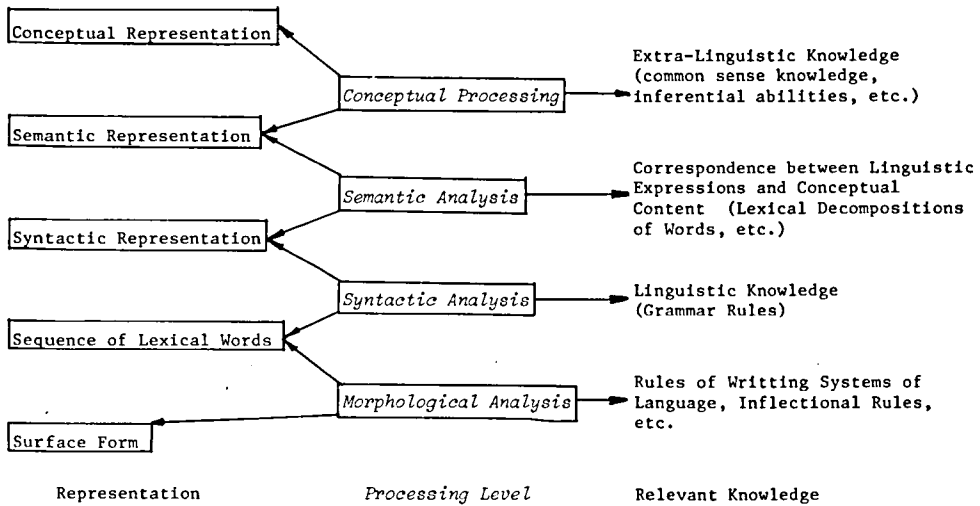 Conceptual Representation
Extra-Linguistic Knowledge
(common sense knowledge,
inferential abilities, etc.)
Conceptual Processing
Semantic Representation
Correspondence between Linguistic
Expressions and Conceptual
Content (Lexical Decompositions
of Words, etc.)
Semantic Analysis
Syntactic Representation
Linguistic Knowledge
(Grammar Rules)
Syntactic Analysis
Sequence of Lexical Words
Rules of Writting Systems of
Language, Inflectional Rules,
etc.
Morphological Analysis
Surface Form
Representation
Processing Level
Relevant Knowledge